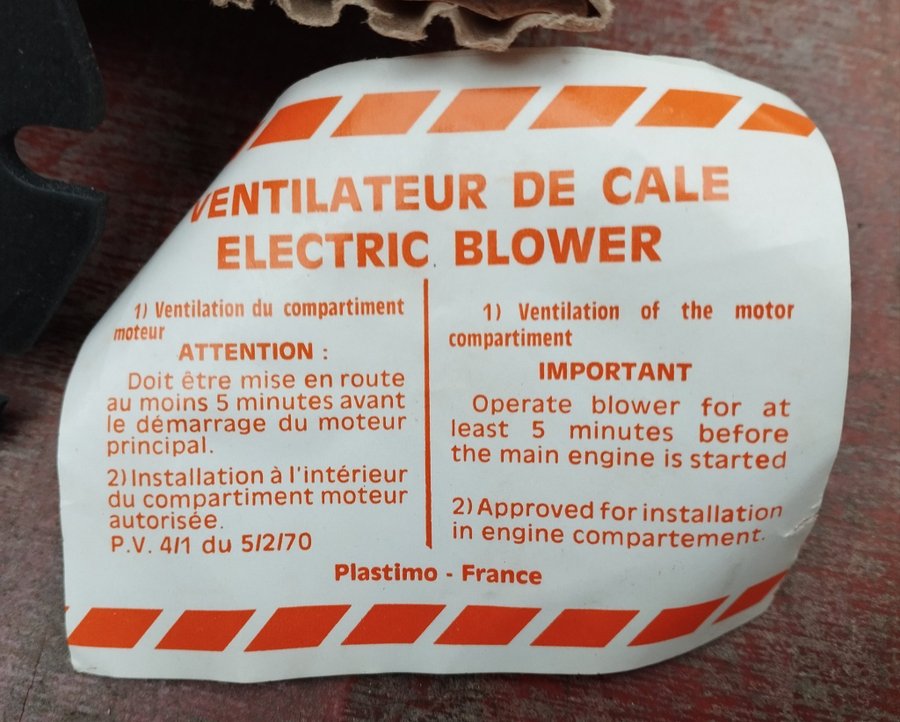 VENTILATEUR DE CALE
ELECTRIC BLOWER
1) Ventilation du compartiment
moteur
ATTENTION :
Doit être mise en route
au moins 5 minutes avant
le démarrage du moteur
principal.
2) Installation à l'intérieur
du compartiment moteur
autorisée.
P.V. 4/1 du 5/2/70
1) Ventilation of the motor
compartiment
IMPORTANT
Operate blower for at
least 5 minutes before
the main engine is started
2) Approved for installation
in engine compartement.
Plastimo - France